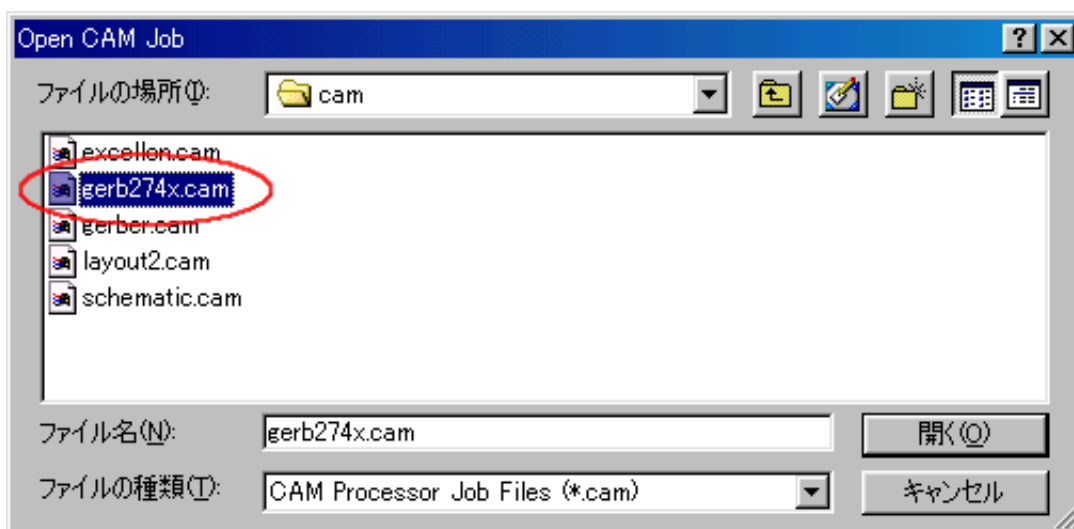 Open CAM Job
ファイルの場所(I):
cam
excellon.cam
gerb274x.cam
gerber.cam
layout2.cam
schematic.cam
ファイル名(N): gerb274x.cam 開く(O)
ファイルの種類(T): CAM Processor Job Files (*.cam) キャンセル